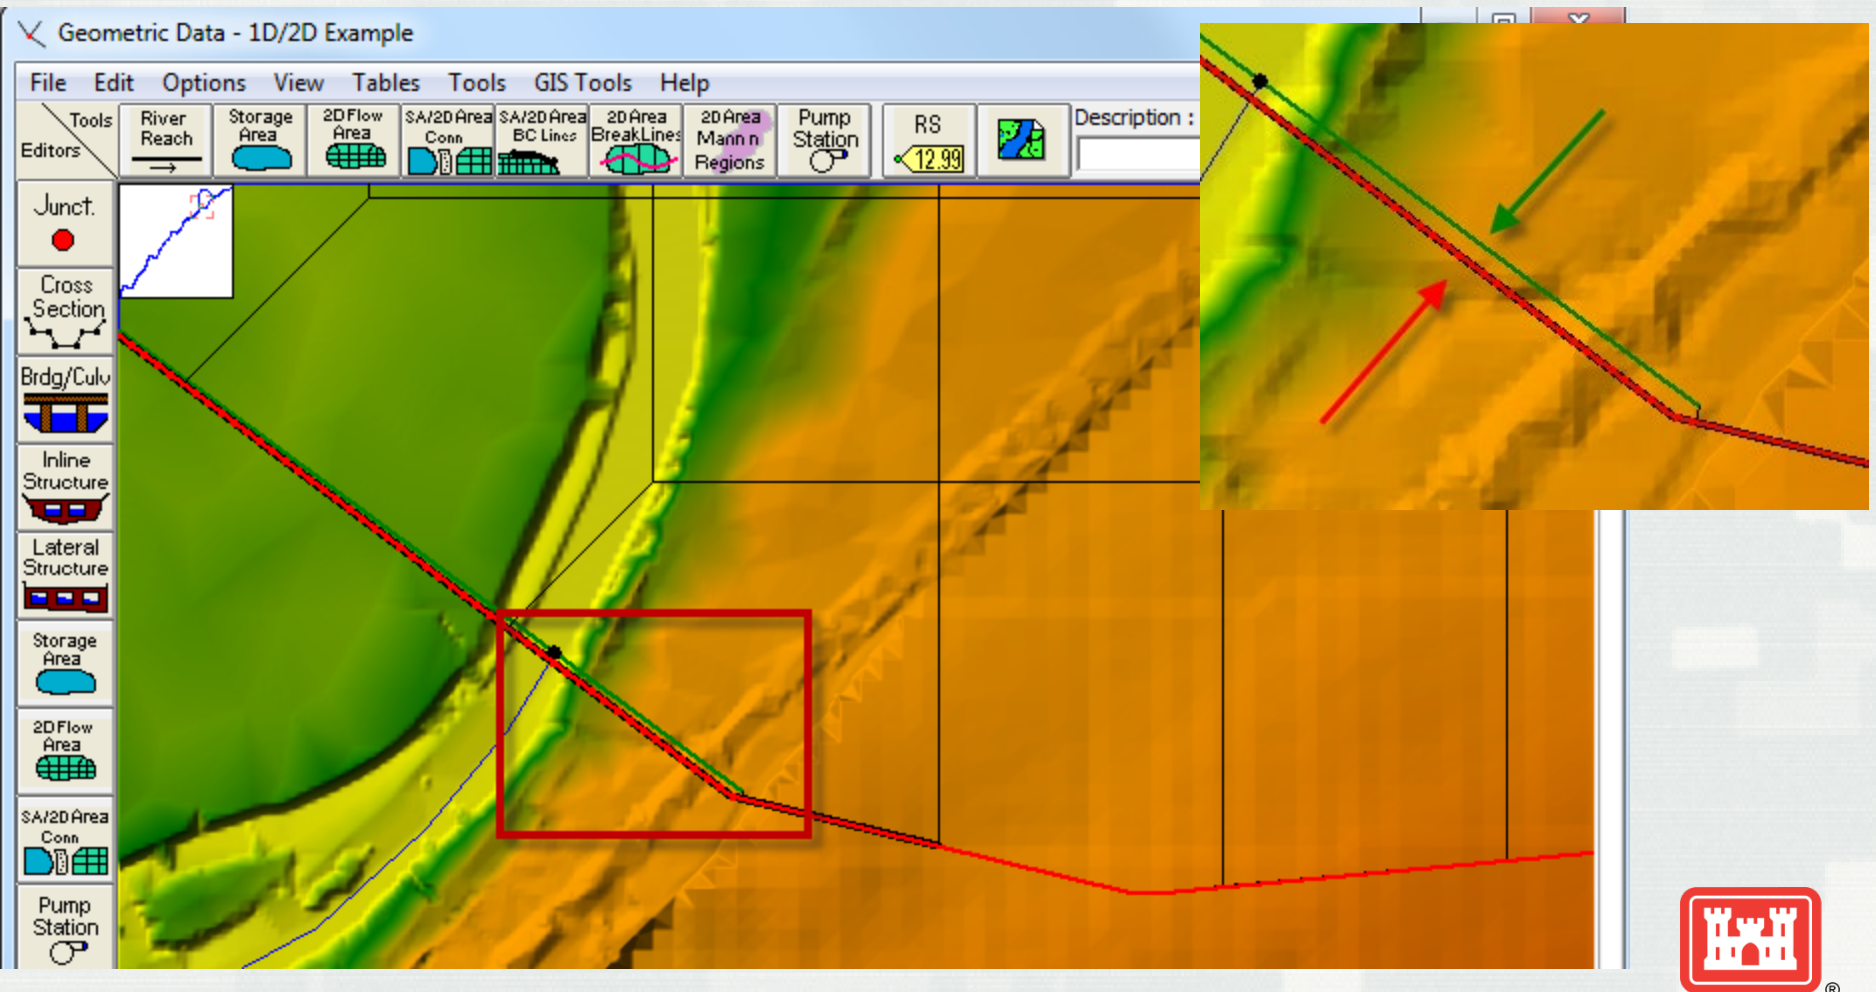 Geometric Data - 1D/2D Example
File Edit Options View Tables Tools GIS Tools Help
Tools
Editors
River
Reach
Storage
Area
2D Flow
Area
SA/2D Area
Conn
SA/2D Area
BC Lines
2D Area
BreakLines
2D Area
Mann n
Regions
Pump
Station
RS
12.99
Description :
Junct.
Cross
Section
Brdg/Culv
Inline
Structure
Lateral
Structure
Storage
Area
2D Flow
Area
SA/2D Area
Conn
Pump
Station
®